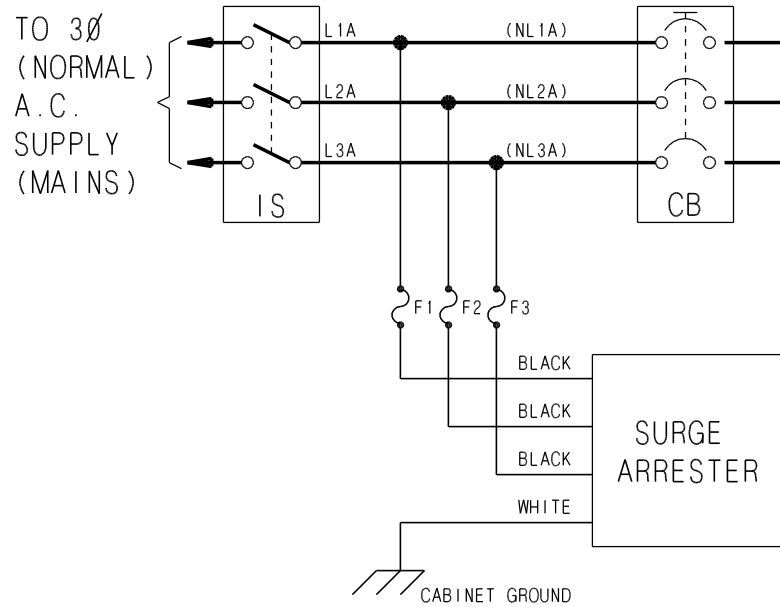 TO 3Ø
(NORMAL)
A.C.
SUPPLY
(MAINS)
L1A
(NL1A)
L2A
(NL2A)
L3A
(NL3A)
IS
CB
F1
F2
F3
BLACK
BLACK
BLACK
WHITE
SURGE
ARRESTER
CABINET GROUND